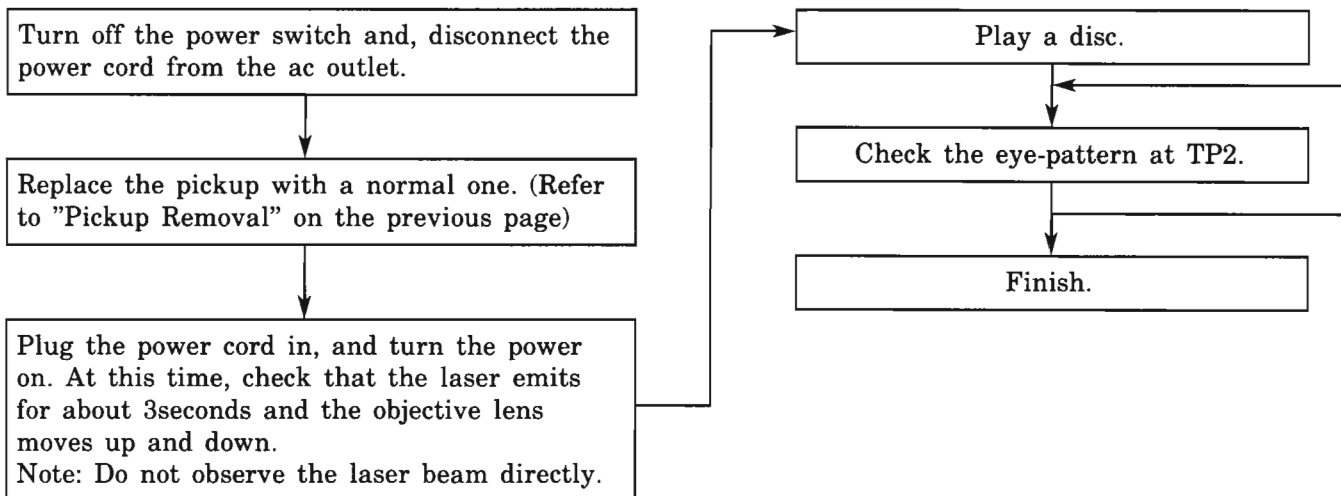 Turn off the power switch and, disconnect the
power cord from the ac outlet.
Replace the pickup with a normal one. (Refer
to ”Pickup Removal” on the previous page)
Plug the power cord in, and turn the power
on. At this time, check that the laser emits
for about 3seconds and the objective lens
moves up and down.
Note: Do not observe the laser beam directly.
Play a disc.
Check the eye-pattern at TP2.
Finish.